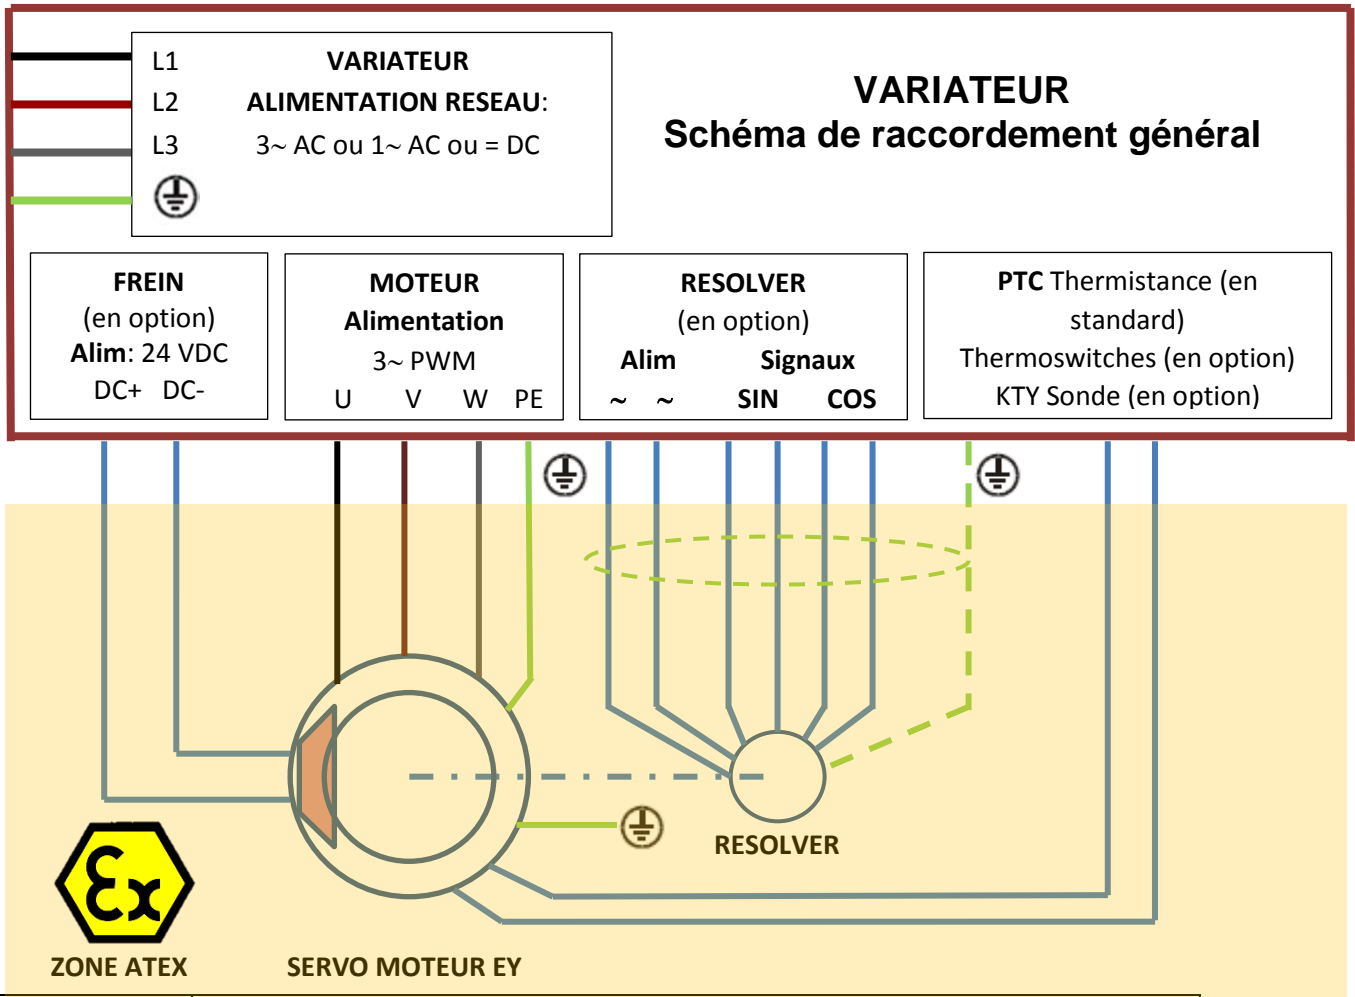 L1
VARIATEUR
L2
ALIMENTATION RESEAU:
L3
3~ AC ou 1~ AC ou = DC
VARIATEUR
Schéma de raccordement général
FREIN
(en option)
Alim: 24 VDC
DC+ DC-
MOTEUR
Alimentation
3~ PWM
U V W PE
RESOLVER
(en option)
Alim Signaux
~ ~ SIN COS
PTC Thermistance (en
standard)
Thermoswitches (en option)
KTY Sonde (en option)
RESOLVER
Ex
ZONE ATEX
SERVO MOTEUR EY